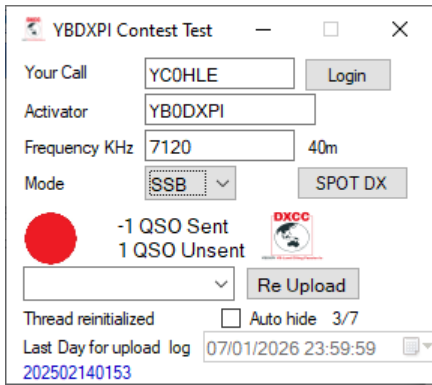 YBDXPI Contest Test
Your Call YC0HLE Login
Activator YB0DXPI
Frequency KHz 7120 40m
Mode SSB SPOT DX
-1 QSO Sent
1 QSO Unsent
DXCC
Re Upload
Thread reinitialized Auto hide 3/7
Last Day for upload log 07/01/2026 23:59:59
202502140153